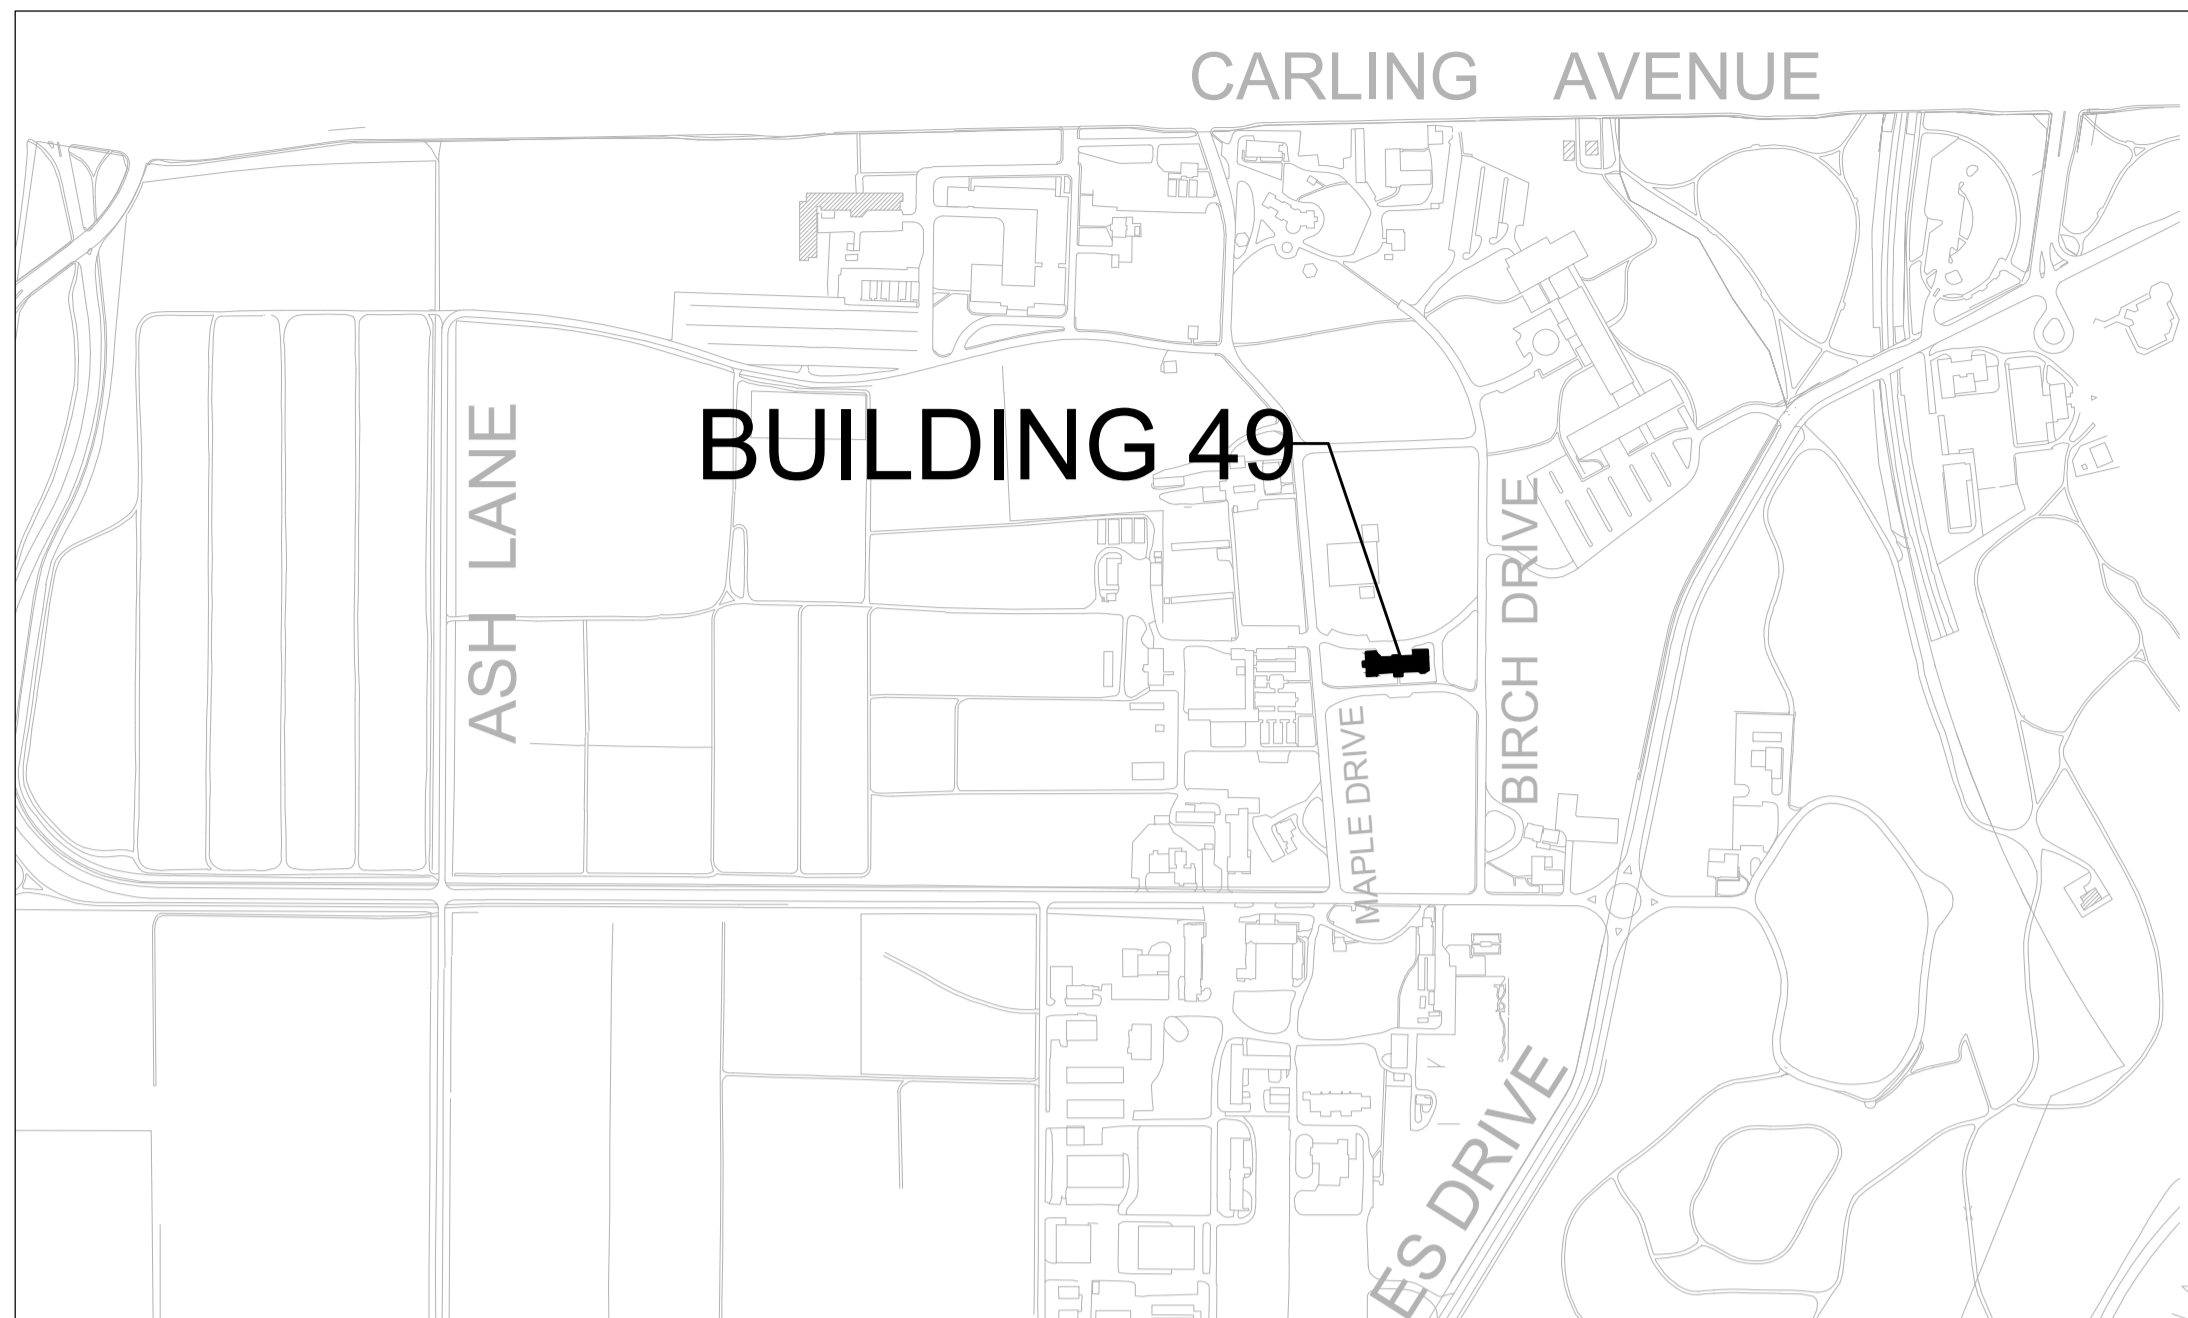 CARLING AVENUE
BUILDING 49
ASH LANE
BIRCH DRIVE
MAPLE DRIVE
ES DRIVE